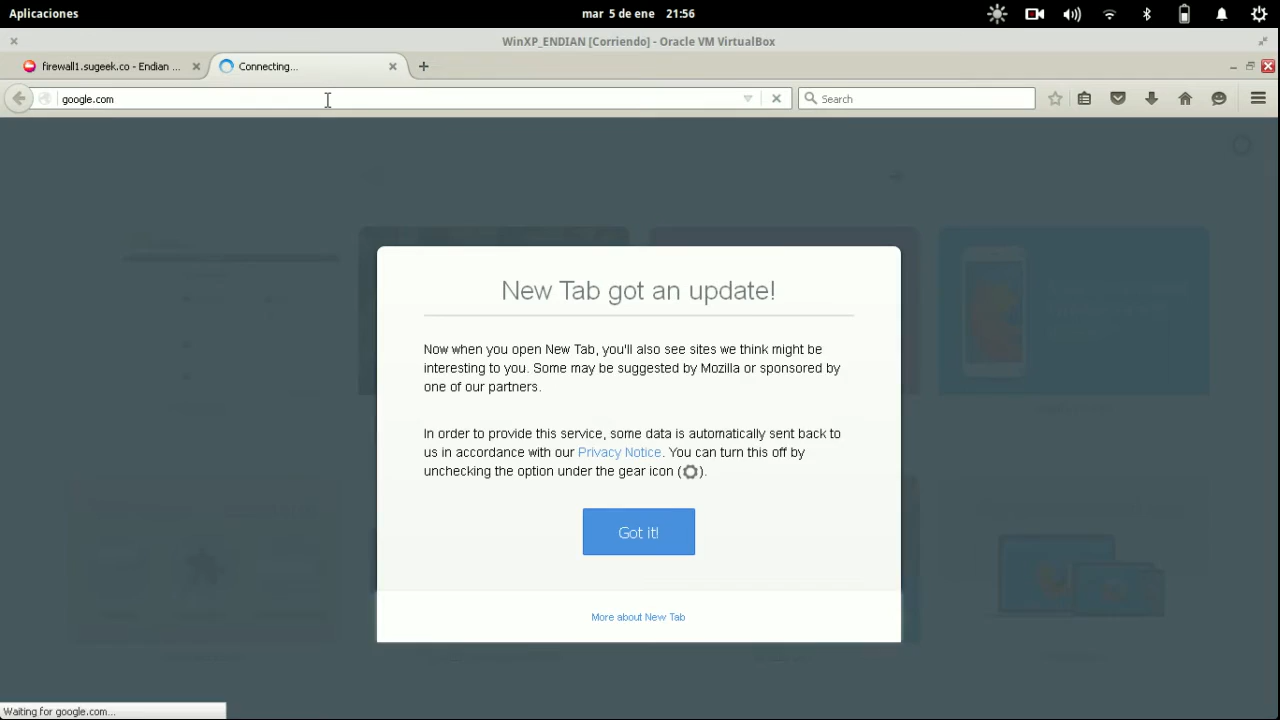 Aplicaciones
mar 5 de ene 21:56
WinXP_ENDIAN [Corriendo] - Oracle VM VirtualBox
firewall1.sugeek.co - Endian ...
Connecting...
google.com
Search
New Tab got an update!
Now when you open New Tab, you'll also see sites we think might be
interesting to you. Some may be suggested by Mozilla or sponsored by
one of our partners.
In order to provide this service, some data is automatically sent back to
us in accordance with our Privacy Notice. You can turn this off by
unchecking the option under the gear icon ( ).
Got it!
More about New Tab
Waiting for google.com...